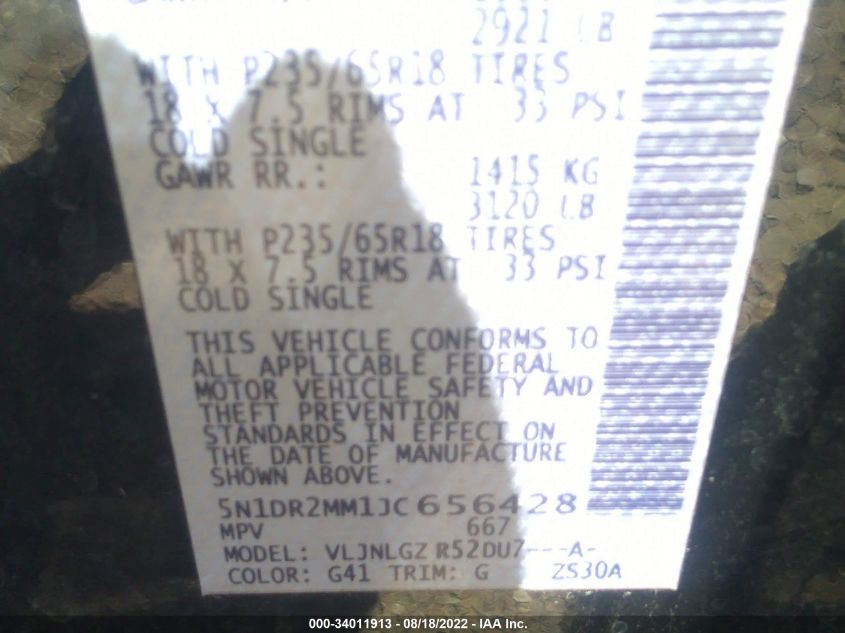 2921 LB
WITH P235/65R18 TIRES
18 X 7.5 RIMS AT 33 PSI
COLD SINGLE
GAWR RR.: 1415 KG
3120 LB
WITH P235/65R18 TIRES
18 X 7.5 RIMS AT 33 PSI
COLD SINGLE
THIS VEHICLE CONFORMS TO
ALL APPLICABLE FEDERAL
MOTOR VEHICLE SAFETY AND
THEFT PREVENTION
STANDARDS IN EFFECT ON
THE DATE OF MANUFACTURE
SHOWN ABOVE.
5N1DR2MM1JC656428
MPV 667
MODEL: VLJNLGZ R52DU7---A-
COLOR: G41 TRIM: G ZS30A
000-34011913 - 08/18/2022 - IAA Inc.